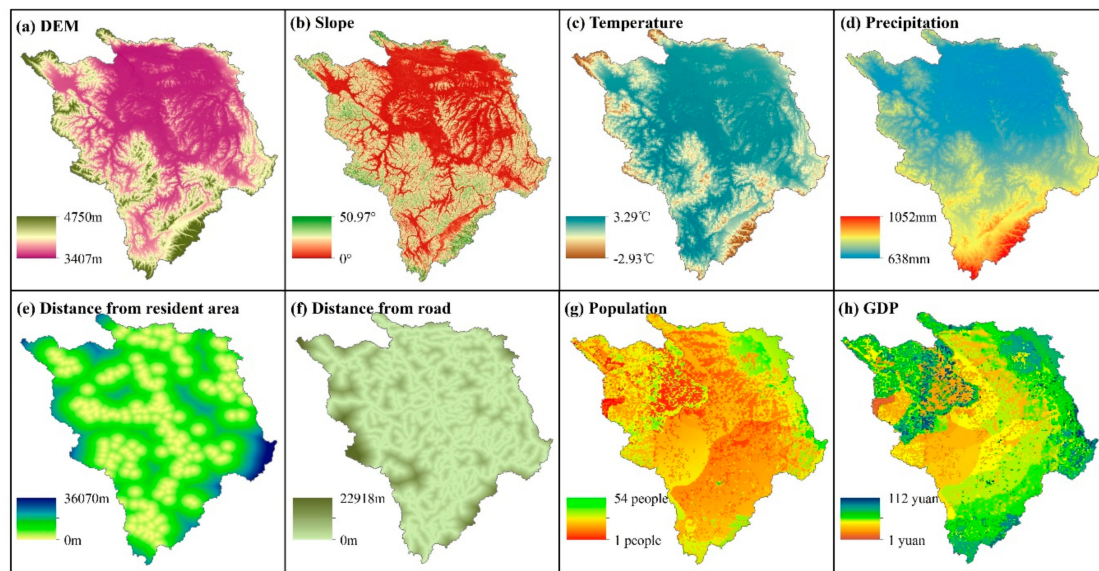 (a) DEM
4750m
3407m
(b) Slope
50.97°
0°
(c) Temperature
3.29℃
-2.93℃
(d) Precipitation
1052mm
638mm
(e) Distance from resident area
36070m
0m
(f) Distance from road
22918m
0m
(g) Population
54 people
1 people
(h) GDP
112 yuan
1 yuan